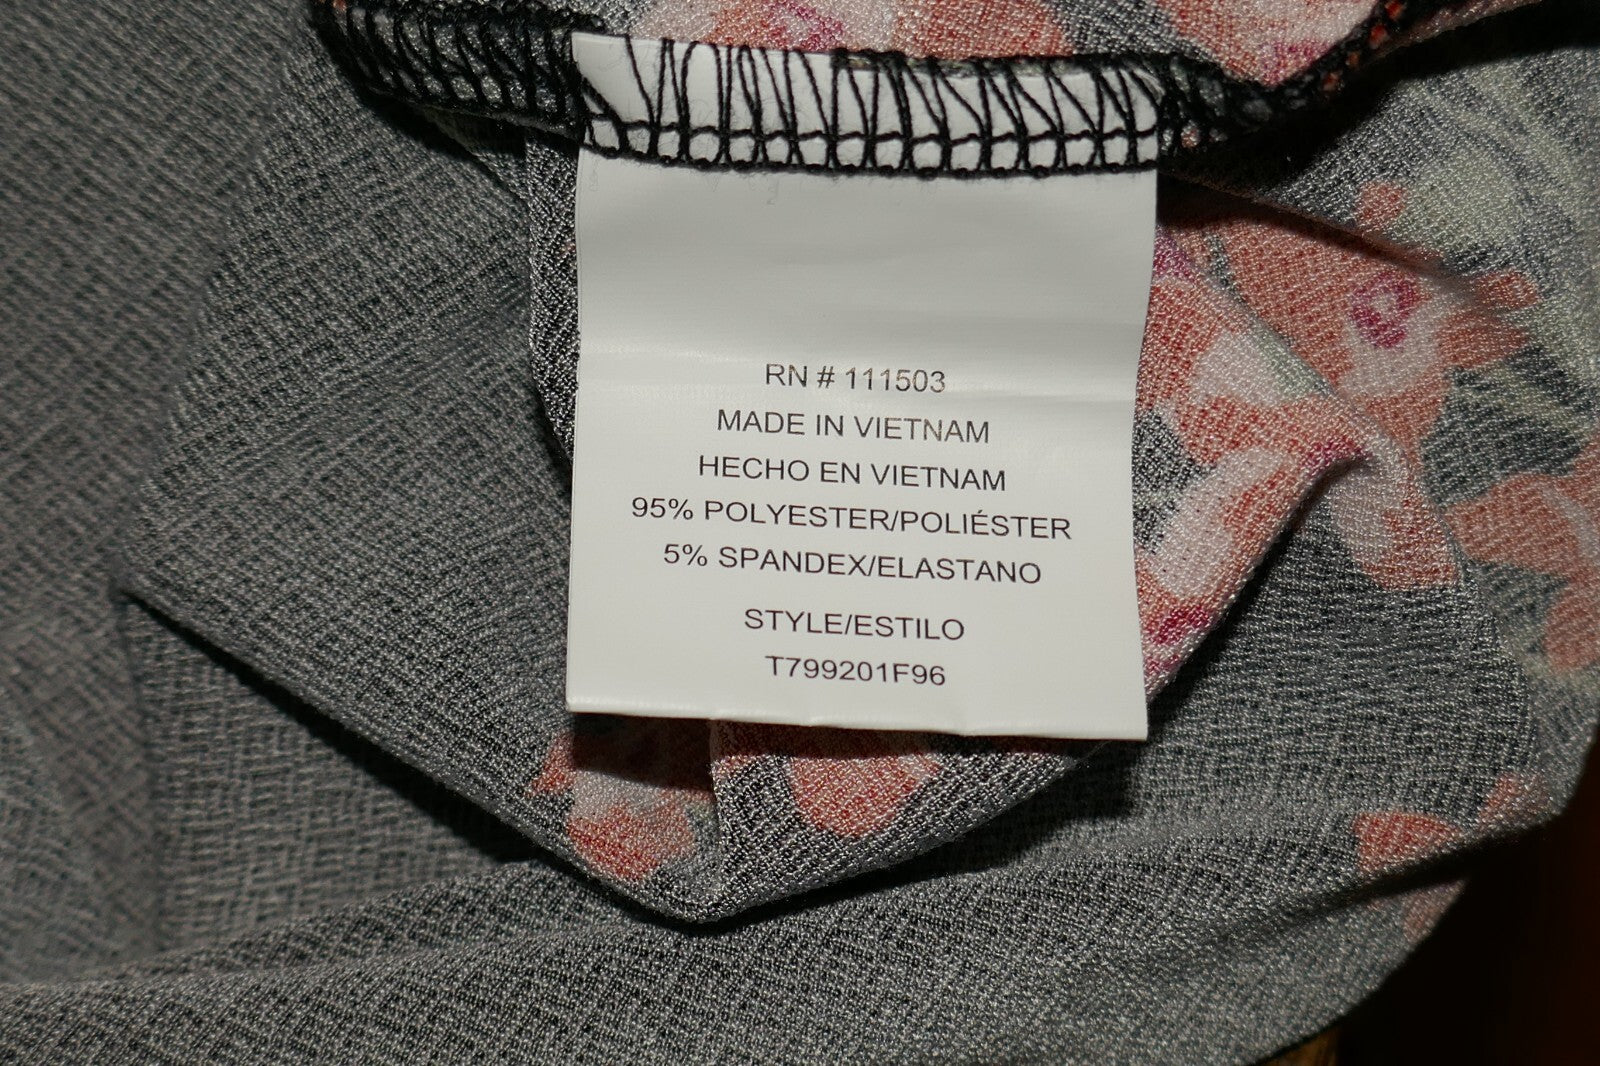 RN # 111503
MADE IN VIETNAM
HECHO EN VIETNAM
95% POLYESTER/POLIÉSTER
5% SPANDEX/ELASTANO
STYLE/ESTILO
T799201F96